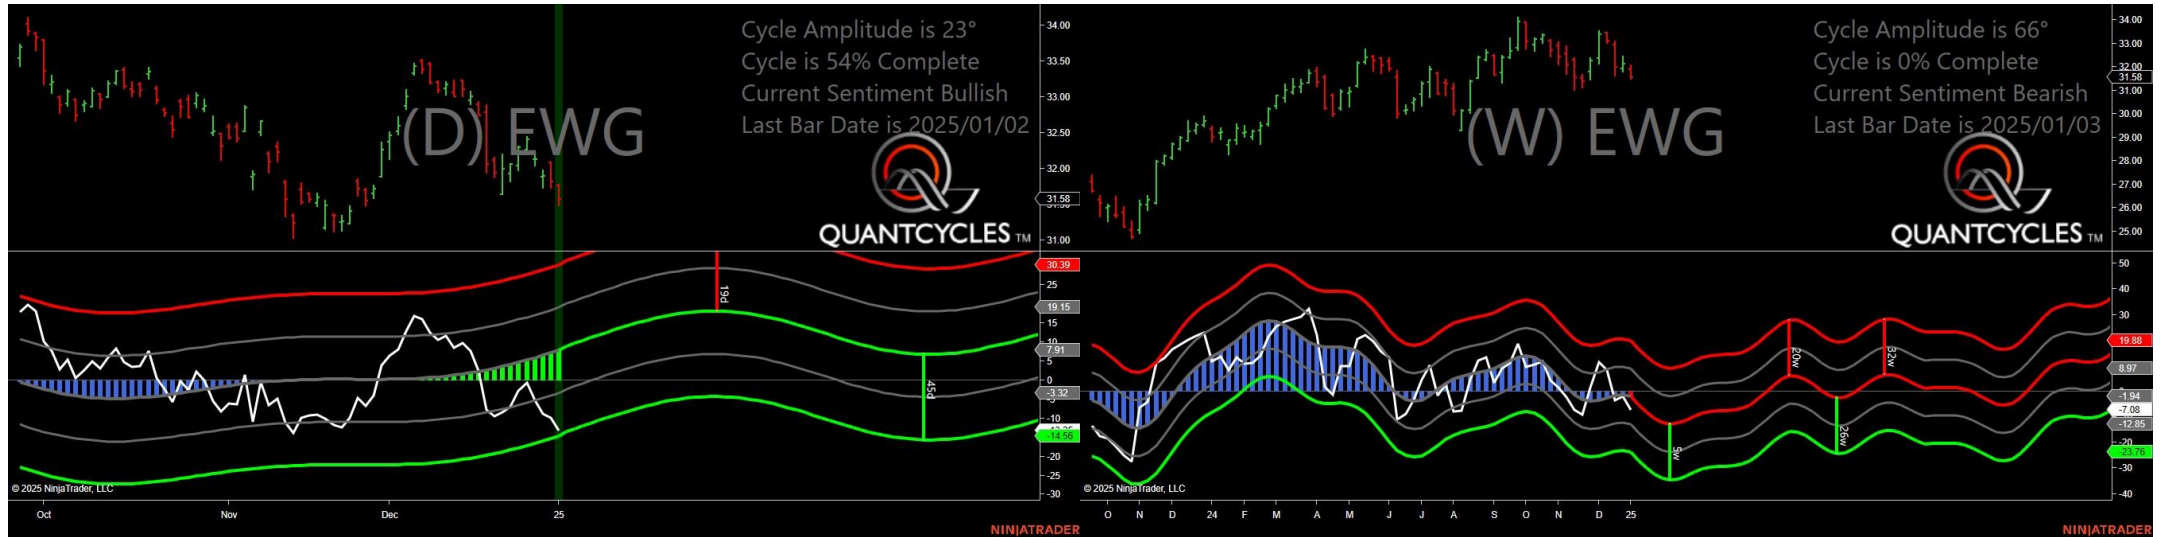 Cycle Amplitude is 23°
Cycle is 54% Complete
Current Sentiment Bullish
Last Bar Date is 2025/01/02
(D) EWG
QUANTCYCLES TM
34.00
33.50
33.00
32.50
32.00
31.58
31.00
30.39
25
19.15
15
10
7.91
5
0
-3.32
-10
-14.56
-20
-25
-30
19d
45d
© 2025 NinjaTrader, LLC
Oct
Nov
Dec
25
NINJATRADER
Cycle Amplitude is 66°
Cycle is 0% Complete
Current Sentiment Bearish
Last Bar Date is 2025/01/03
(W) EWG
QUANTCYCLES TM
34.00
33.00
32.00
31.58
31.00
30.00
29.00
28.00
27.00
26.00
25.00
50
40
30
19.88
8.97
-1.94
-7.08
-12.85
-20
-23.76
-30
-40
5w
20w
26w
32w
© 2025 NinjaTrader, LLC
O N D 24 F M A M J J A S O N D 25
NINJATRADER